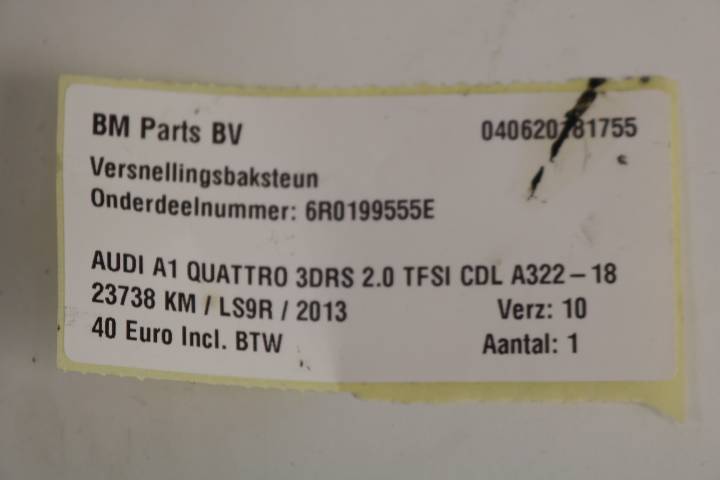 BM Parts BV 040620181755
Versnellingsbaksteun
Onderdeelnummer: 6R0199555E
AUDI A1 QUATTRO 3DRS 2.0 TFSI CDL A322-18
23738 KM / LS9R / 2013 Verz: 10
40 Euro Incl. BTW Aantal: 1